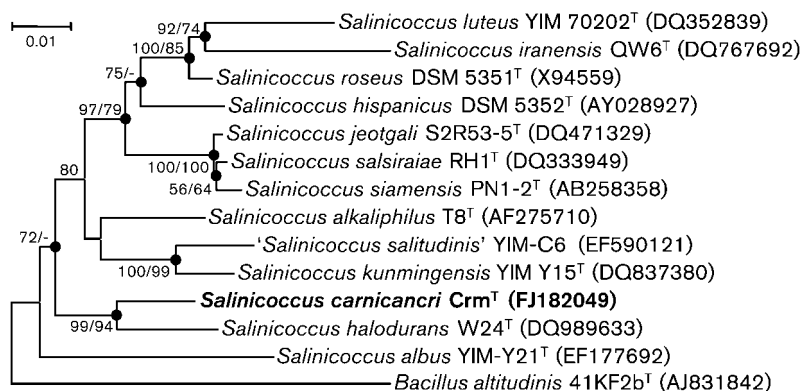 92/74
Salinicoccus luteus YIM 70202ᵀ (DQ352839)
0.01
100/85
Salinicoccus iranensis QW6ᵀ (DQ767692)
75/-
Salinicoccus roseus DSM 5351ᵀ (X94559)
97/79
Salinicoccus hispanicus DSM 5352ᵀ (AY028927)
Salinicoccus jeotgali S2R53-5ᵀ (DQ471329)
100/100
Salinicoccus salsiraiae RH1ᵀ (DQ333949)
80
56/64
Salinicoccus siamensis PN1-2ᵀ (AB258358)
Salinicoccus alkaliphilus T8ᵀ (AF275710)
72/-
'Salinicoccus salitudinis' YIM-C6 (EF590121)
100/99
Salinicoccus kunmingensis YIM Y15ᵀ (DQ837380)
Salinicoccus carnicancri Crmᵀ (FJ182049)
99/94
Salinicoccus halodurans W24ᵀ (DQ989633)
Salinicoccus albus YIM-Y21ᵀ (EF177692)
Bacillus altitudinis 41KF2bᵀ (AJ831842)